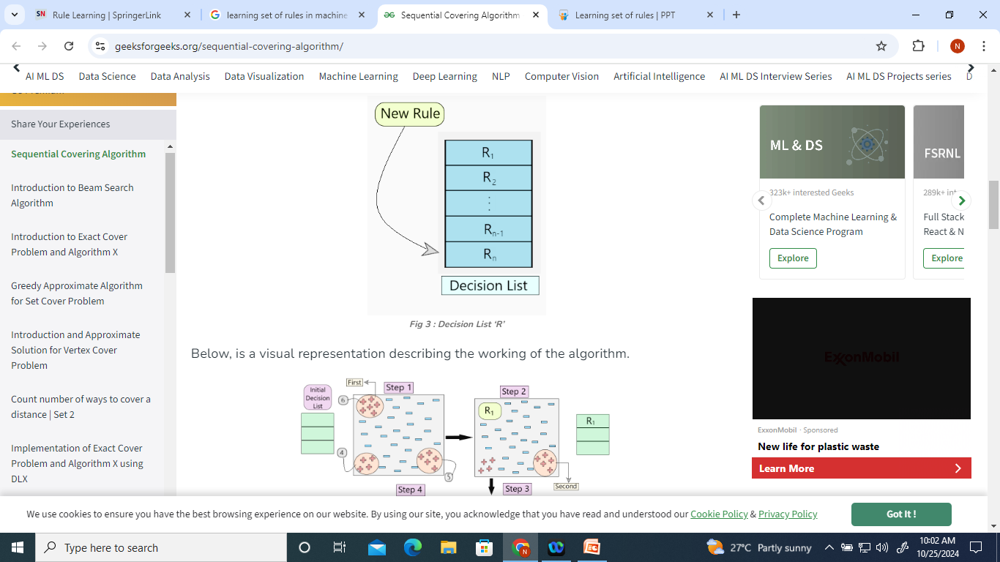 Rule Learning | SpringerLink
learning set of rules in machine
Sequential Covering Algorithm
Learning set of rules | PPT
geeksforgeeks.org/sequential-covering-algorithm/
N
AI ML DS
Data Science
Data Analysis
Data Visualization
Machine Learning
Deep Learning
NLP
Computer Vision
Artificial Intelligence
AI ML DS Interview Series
AI ML DS Projects series
D
Share Your Experiences
Sequential Covering Algorithm
Introduction to Beam Search
Algorithm
Introduction to Exact Cover
Problem and Algorithm X
Greedy Approximate Algorithm
for Set Cover Problem
Introduction and Approximate
Solution for Vertex Cover
Problem
Count number of ways to cover a
distance | Set 2
Implementation of Exact Cover
Problem and Algorithm X using
DLX
New Rule
R1
R2
Rn-1
Rn
Decision List
Fig 3 : Decision List ‘R’
Below, is a visual representation describing the working of the algorithm.
Initial
Decision
List
First
Step 1
6
4
5
Step 4
Step 2
R1
R1
Second
Step 3
ML & DS
323k+ interested Geeks
Complete Machine Learning &
Data Science Program
Explore
FSRNL
289k+
Full Stack
React & N
Explore
ExxonMobil
ExxonMobil · Sponsored
New life for plastic waste
Learn More
We use cookies to ensure you have the best browsing experience on our website. By using our site, you acknowledge that you have read and understood our Cookie Policy & Privacy Policy
Got It !
Type here to search
27°C Partly sunny
10:02 AM
10/25/2024